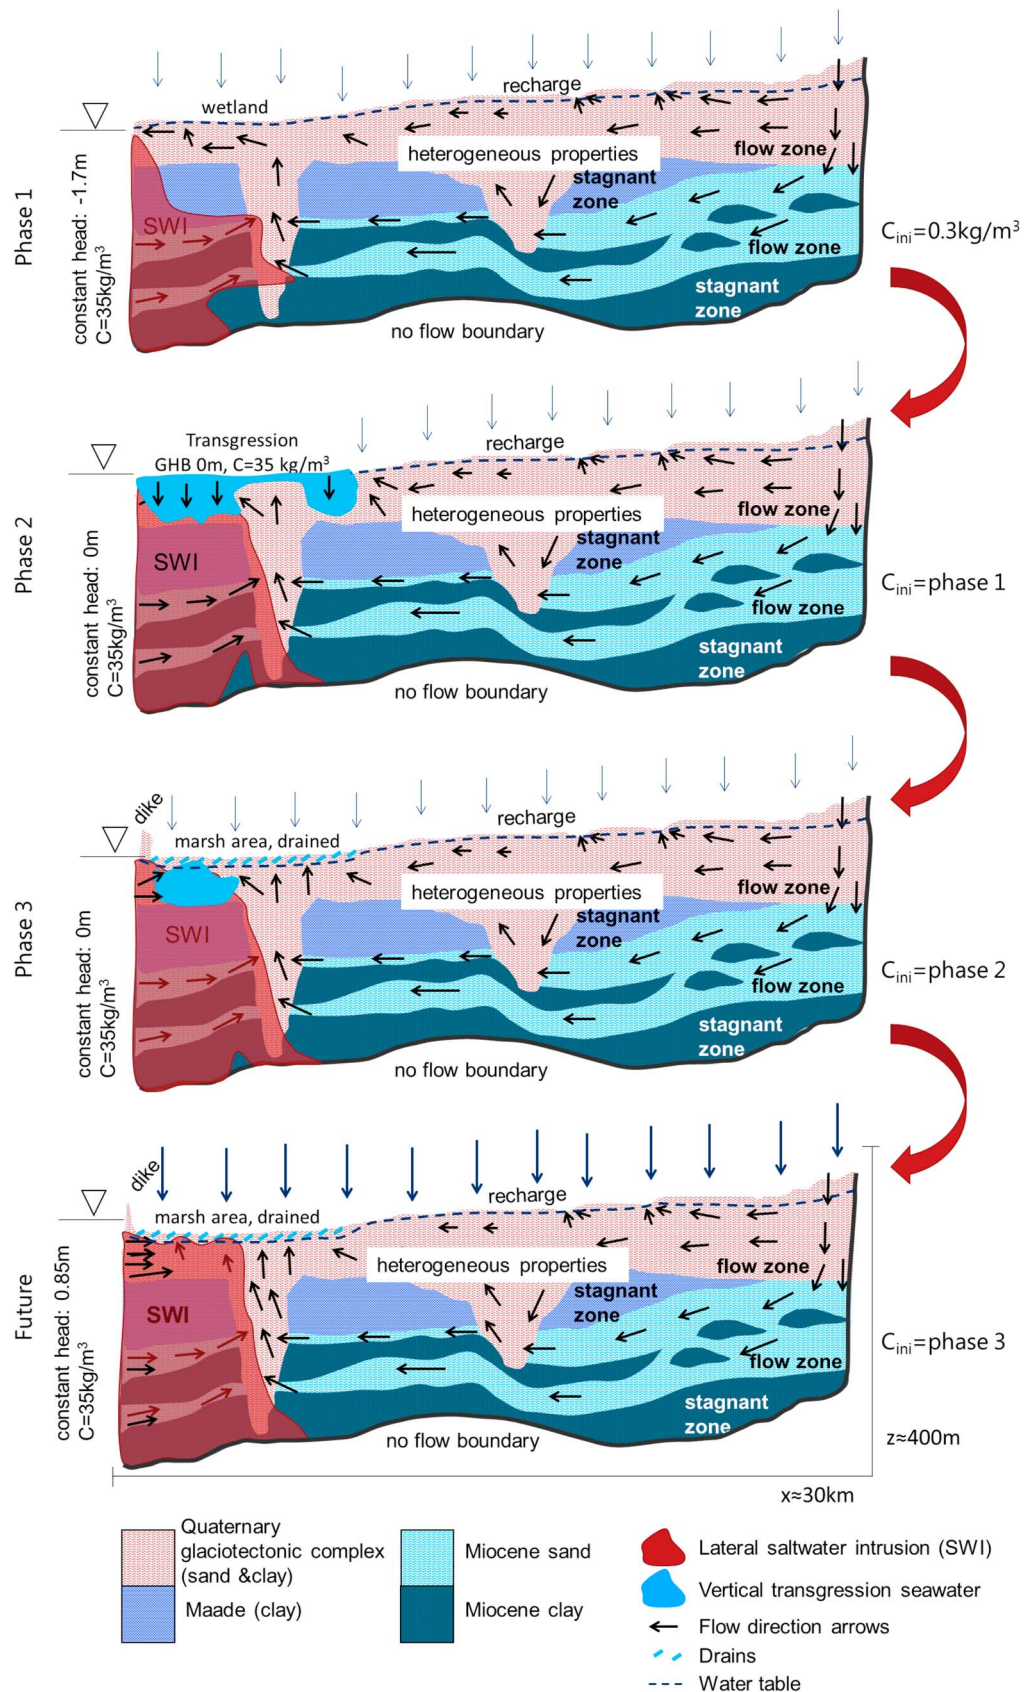 Phase 1
constant head: -1.7m
C=35kg/m³
wetland
recharge
heterogeneous properties
flow zone
stagnant
zone
SWI
flow zone
stagnant
zone
no flow boundary
Cini=0.3kg/m³
Phase 2
constant head: 0m
C=35kg/m³
Transgression
GHB 0m, C=35 kg/m³
recharge
heterogeneous properties
flow zone
stagnant
zone
SWI
flow zone
stagnant
zone
no flow boundary
Cini=phase 1
Phase 3
constant head: 0m
C=35kg/m³
dike
marsh area, drained
recharge
heterogeneous properties
flow zone
stagnant
zone
SWI
flow zone
stagnant
zone
no flow boundary
Cini=phase 2
Future
constant head: 0.85m
C=35kg/m³
dike
marsh area, drained
recharge
heterogeneous properties
flow zone
stagnant
zone
SWI
flow zone
stagnant
zone
no flow boundary
Cini=phase 3
z≈400m
x≈30km
Quaternary
glaciotectonic complex
(sand &clay)
Maade (clay)
Miocene sand
Miocene clay
Lateral saltwater intrusion (SWI)
Vertical transgression seawater
Flow direction arrows
Drains
Water table